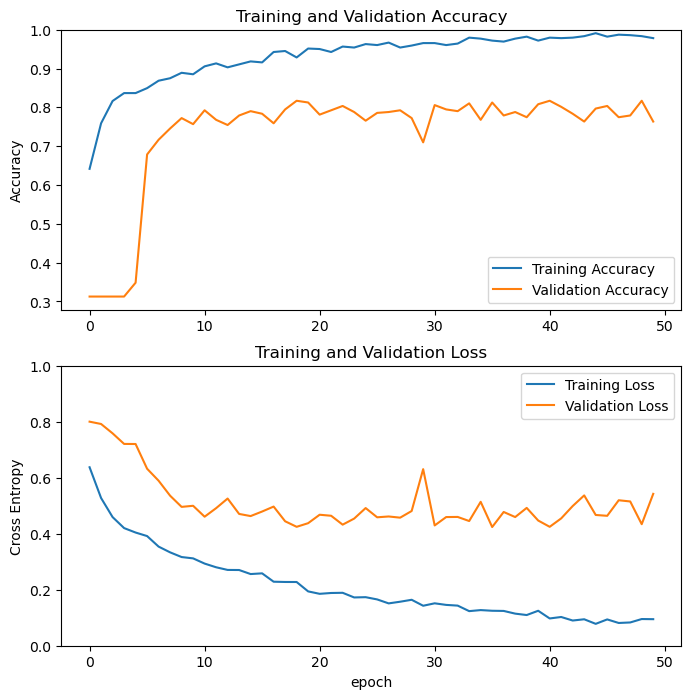 Training and Validation Accuracy
1.0
0.9
0.8
0.7
0.6
0.5
0.4
0.3
Accuracy
Training Accuracy
Validation Accuracy
0 10 20 30 40 50
Training and Validation Loss
1.0
0.8
0.6
0.4
0.2
0.0
Cross Entropy
Training Loss
Validation Loss
0 10 20 30 40 50
epoch